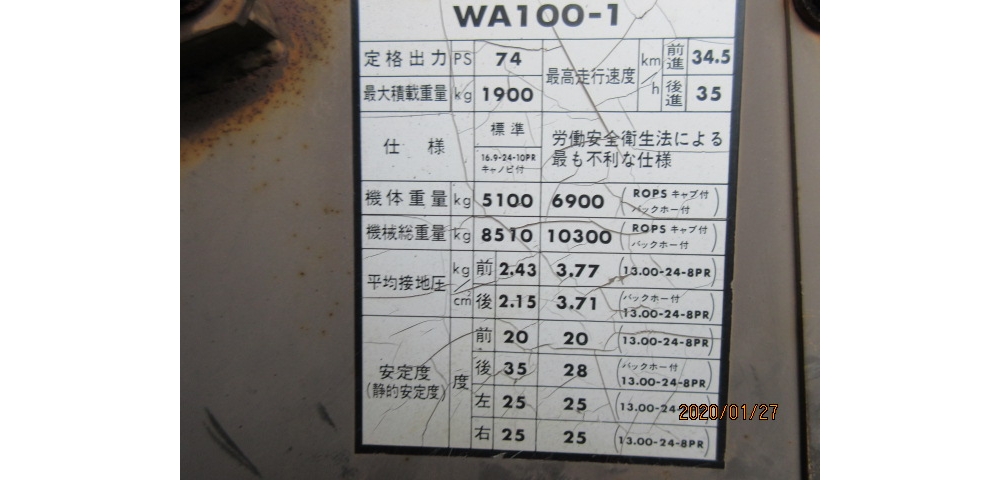 WA100-1
定格出力 PS 74 最高走行速度 km/h 前進 34.5
最大積載重量 kg 1900 後進 35
仕様 標準 労働安全衛生法による
16.9-24-10PR 最も不利な仕様
キャノピ付
機体重量 kg 5100 6900 (ROPS キャブ付
バックホー付)
機械総重量 kg 8510 10300 (ROPS キャブ付
バックホー付)
平均接地圧 kg/cm² 前 2.43 3.77 (13.00-24-8PR)
後 2.15 3.71 (バックホー付
13.00-24-8PR)
安定度 度 前 20 20 (13.00-24-8PR)
(静的安定度) 後 35 28 (バックホー付
13.00-24-8PR)
左 25 25 (13.00-24
右 25 25 (13.00-24-8PR)
2020/01/27